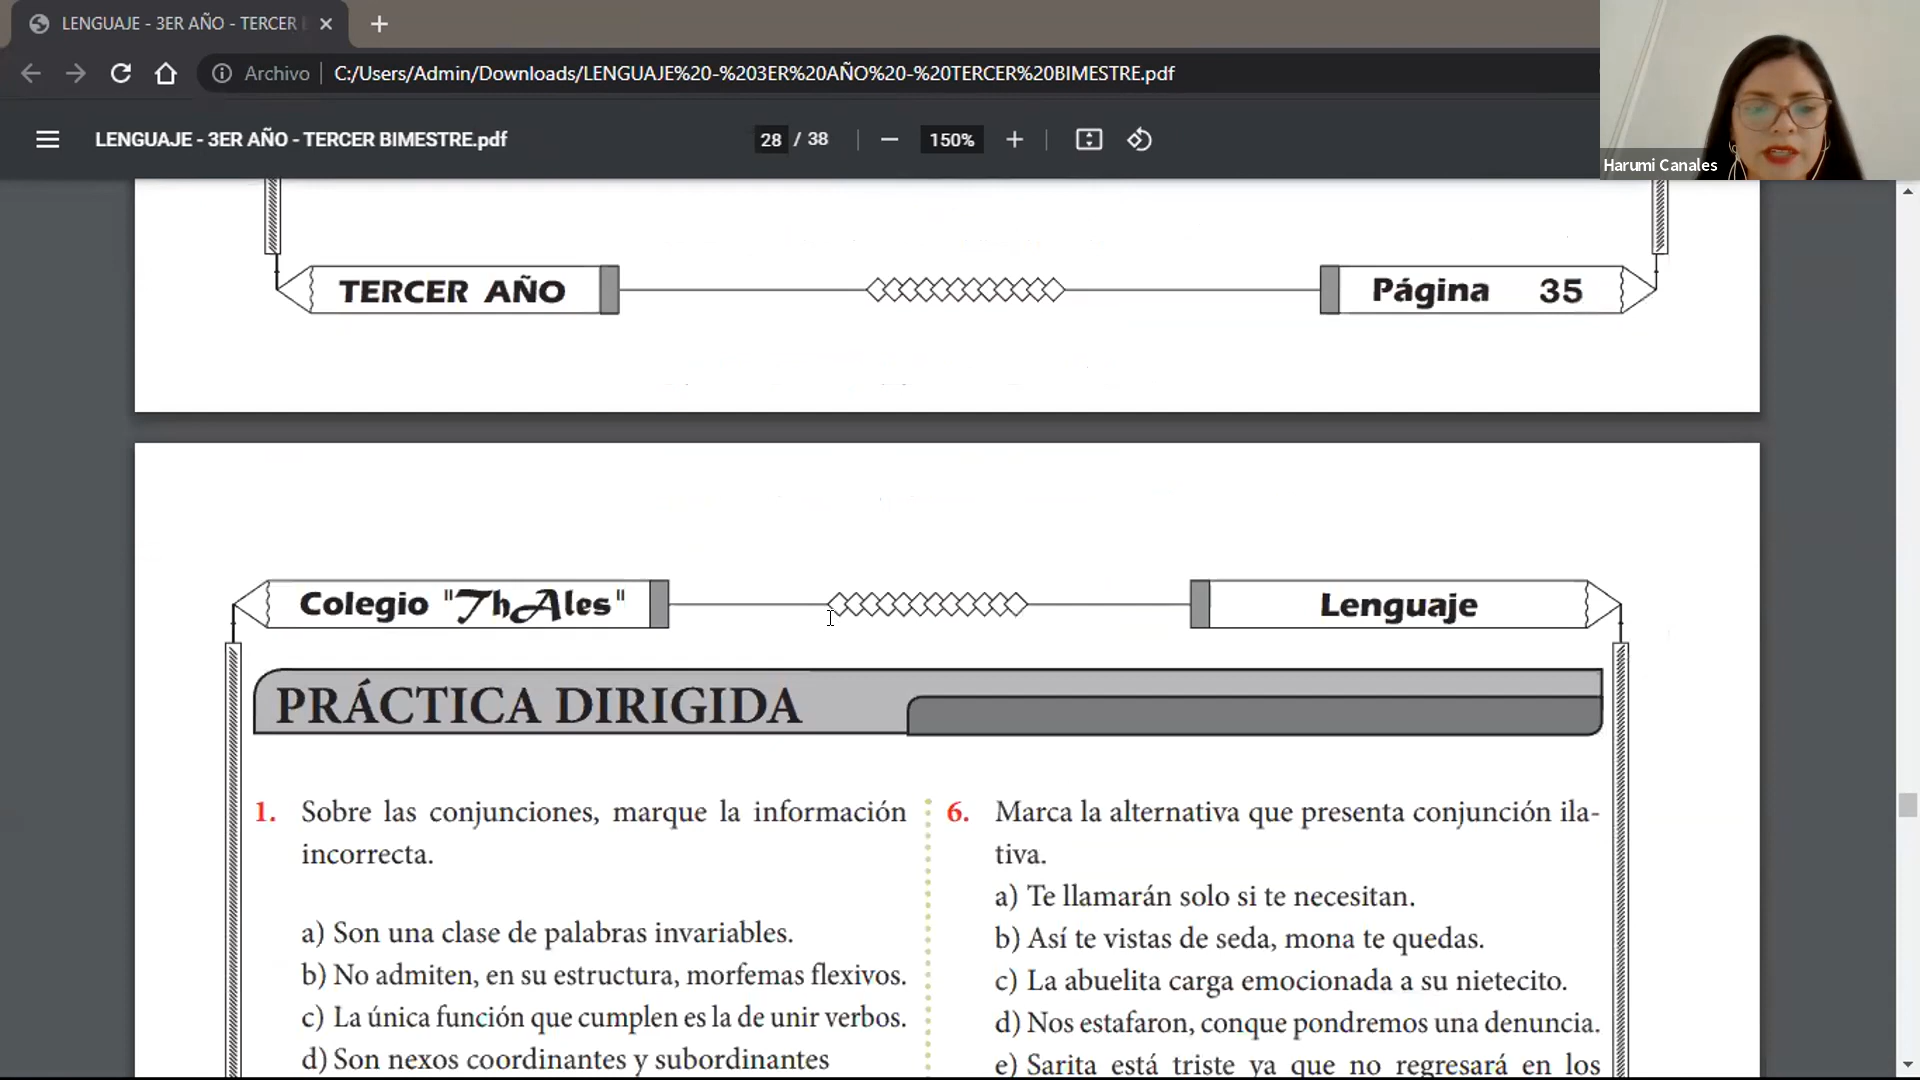 LENGUAJE - 3ER AÑO - TERCER
Archivo
C:/Users/Admin/Downloads/LENGUAJE%20-%203ER%20AÑO%20-%20TERCER%20BIMESTRE.pdf
LENGUAJE - 3ER AÑO - TERCER BIMESTRE.pdf
28 / 38
150%
Harumi Canales
TERCER AÑO
Página 35
Colegio "ThAles"
Lenguaje
PRÁCTICA DIRIGIDA
1. Sobre las conjunciones, marque la información
incorrecta.
a) Son una clase de palabras invariables.
b) No admiten, en su estructura, morfemas flexivos.
c) La única función que cumplen es la de unir verbos.
d) Son nexos coordinantes y subordinantes
6. Marca la alternativa que presenta conjunción ila-
tiva.
a) Te llamarán solo si te necesitan.
b) Así te vistas de seda, mona te quedas.
c) La abuelita carga emocionada a su nietecito.
d) Nos estafaron, conque pondremos una denuncia.
e) Sarita está triste ya que no regresará en los